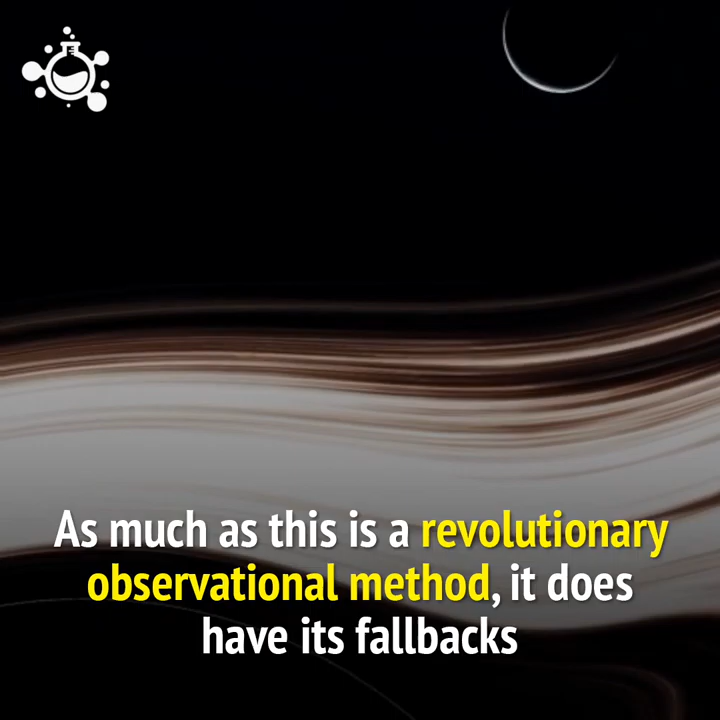 As much as this is a revolutionary
observational method, it does
have its fallbacks